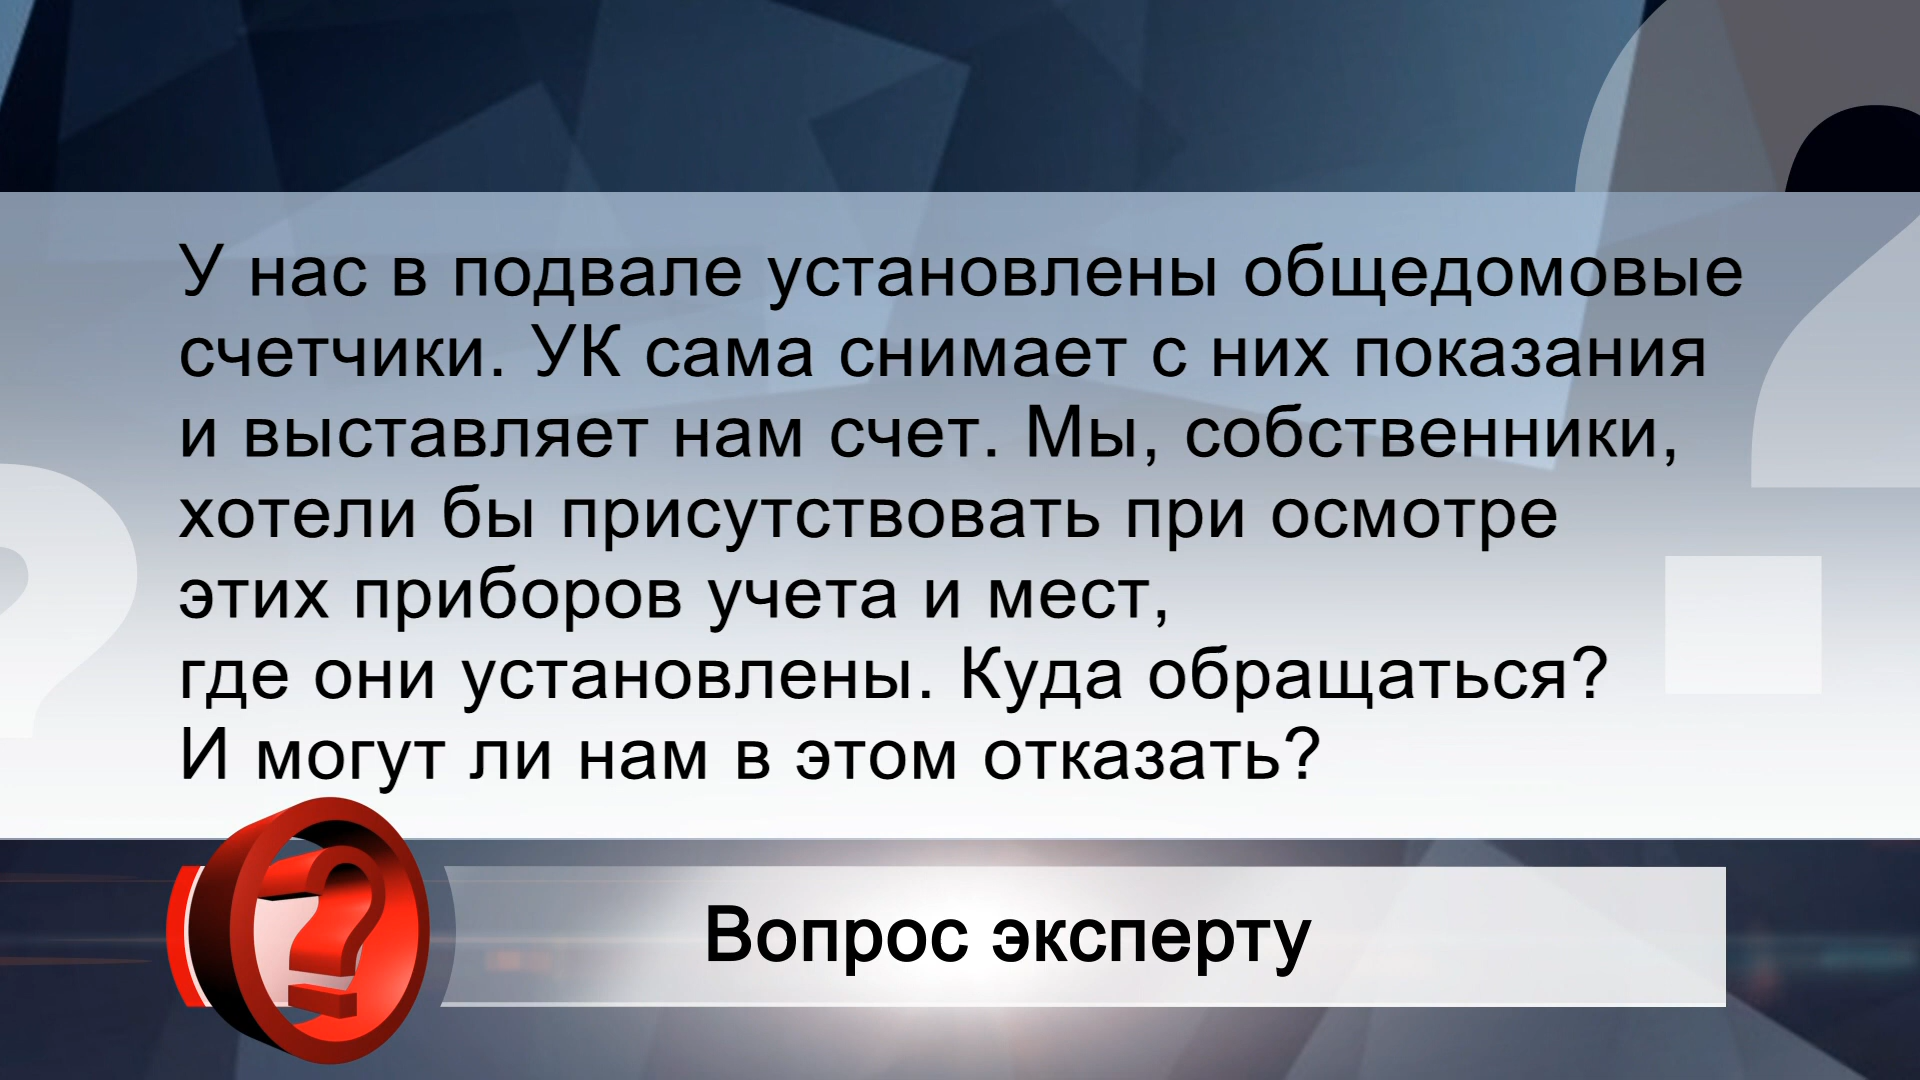 У нас в подвале установлены общедомовые
счетчики. УК сама снимает с них показания
и выставляет нам счет. Мы, собственники,
хотели бы присутствовать при осмотре
этих приборов учета и мест,
где они установлены. Куда обращаться?
И могут ли нам в этом отказать?
Вопрос эксперту